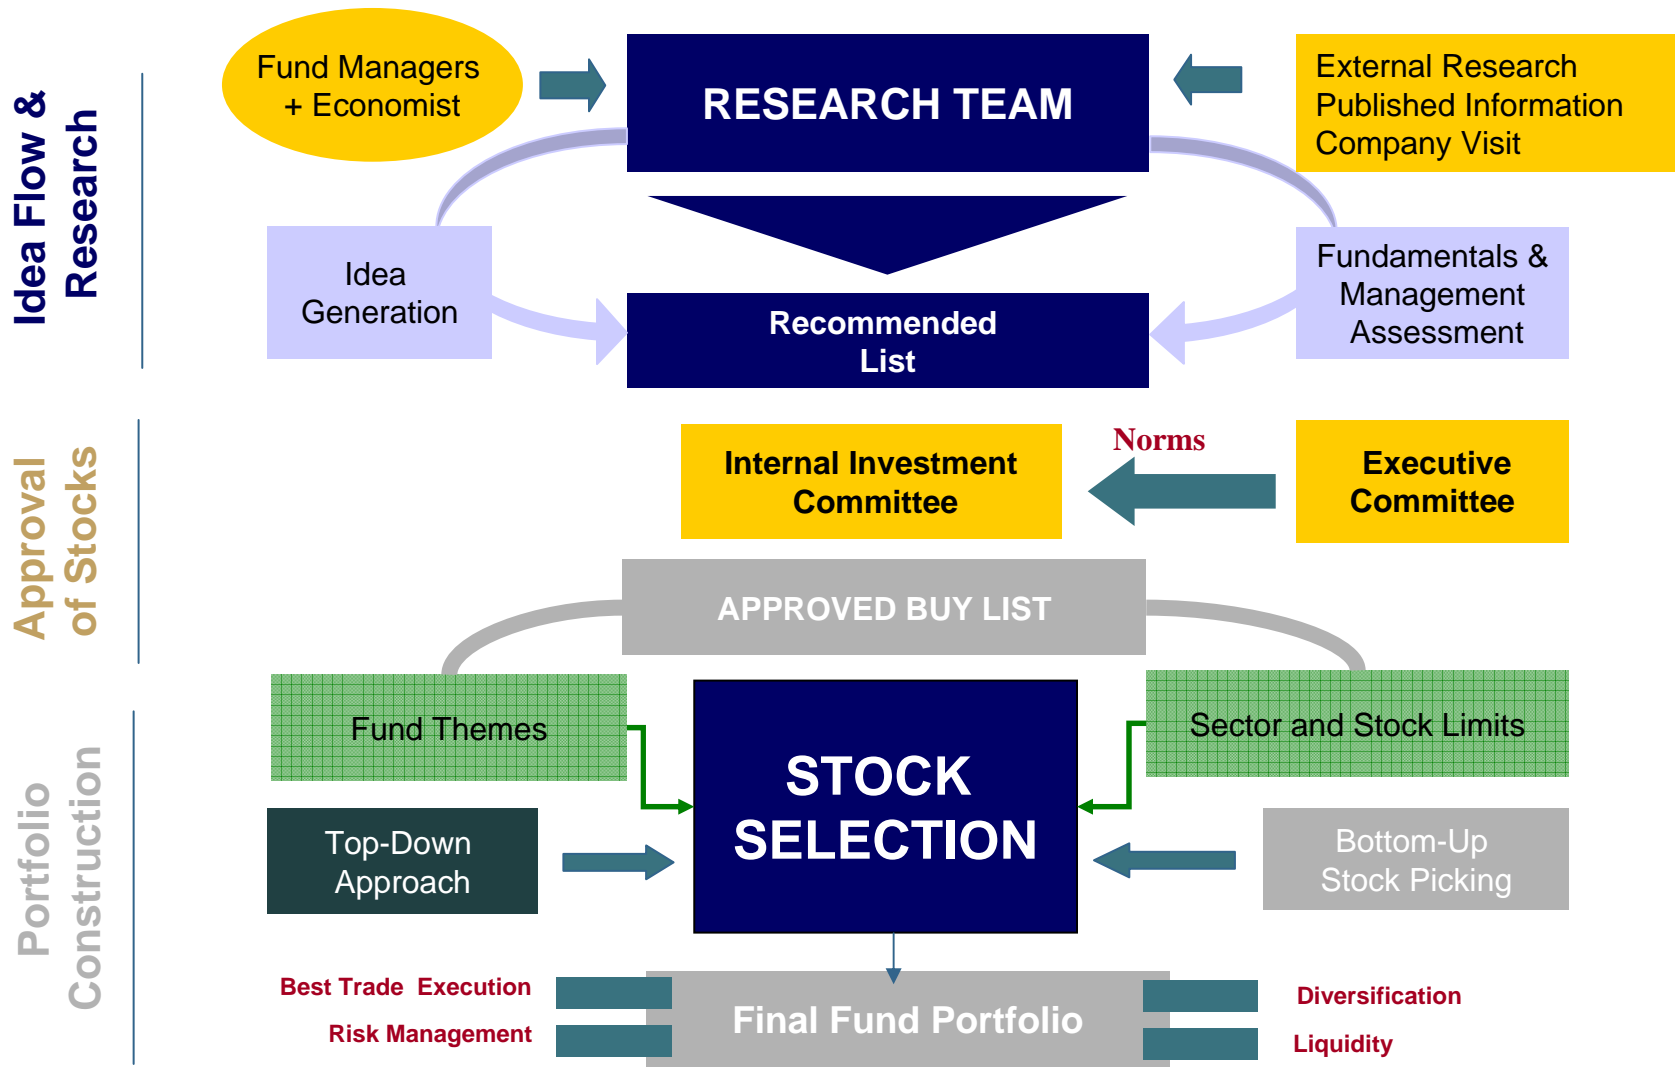 Idea Flow &
Research
Fund Managers
+ Economist
RESEARCH TEAM
External Research
Published Information
Company Visit
Idea
Generation
Recommended
List
Fundamentals &
Management
Assessment
Approval
of Stocks
Internal Investment
Committee
Norms
Executive
Committee
APPROVED BUY LIST
Portfolio
Construction
Fund Themes
STOCK
SELECTION
Sector and Stock Limits
Top-Down
Approach
Bottom-Up
Stock Picking
Best Trade  Execution
Risk Management
Final Fund Portfolio
Diversification
Liquidity